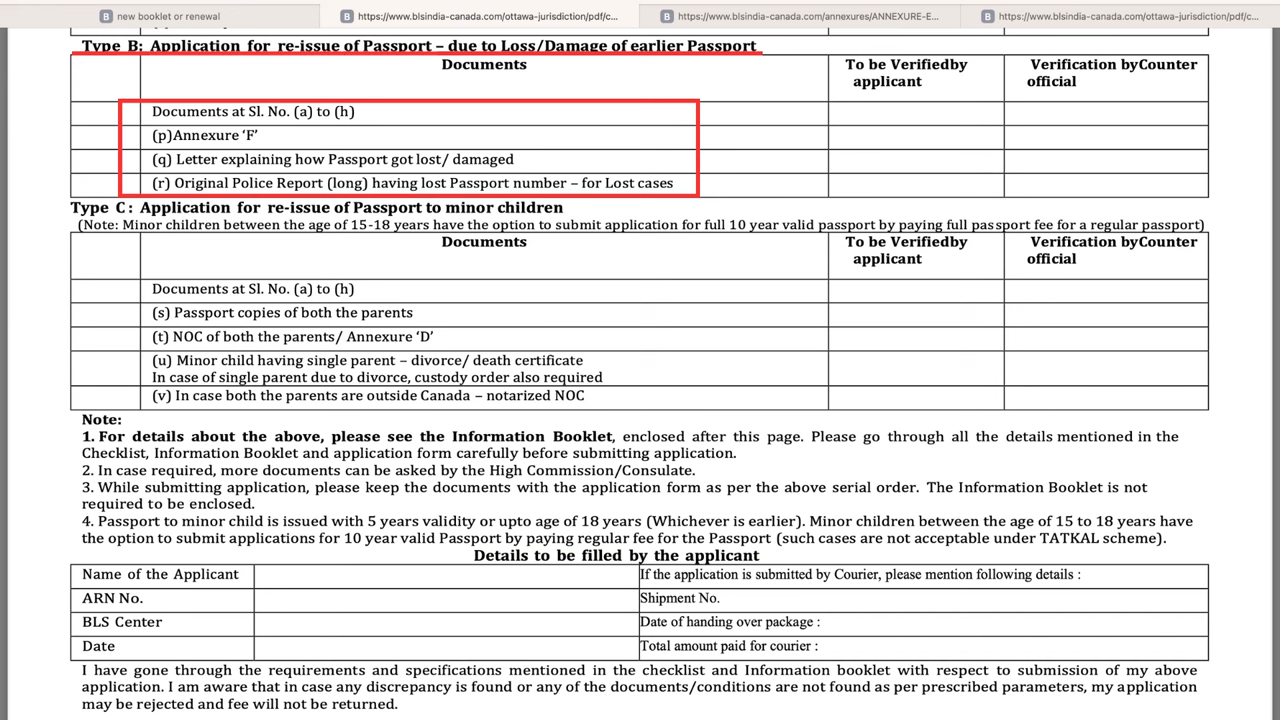 new booklet or renewal
https://www.blsindia-canada.com/ottawa-jurisdiction/pdf/c...
https://www.blsindia-canada.com/annexures/ANNEXURE-E...
https://www.blsindia-canada.com/ottawa-jurisdiction/pdf/c...
Type B: Application for re-issue of Passport – due to Loss/Damage of earlier Passport
Documents
To be Verifiedby
applicant
Verification byCounter
official
Documents at Sl. No. (a) to (h)
(p)Annexure ‘F’
(q) Letter explaining how Passport got lost/ damaged
(r) Original Police Report (long) having lost Passport number – for Lost cases
Type C : Application for re-issue of Passport to minor children
(Note: Minor children between the age of 15-18 years have the option to submit application for full 10 year valid passport by paying full passport fee for a regular passport)
Documents
To be Verifiedby
applicant
Verification byCounter
official
Documents at Sl. No. (a) to (h)
(s) Passport copies of both the parents
(t) NOC of both the parents/ Annexure ‘D’
(u) Minor child having single parent – divorce/ death certificate
In case of single parent due to divorce, custody order also required
(v) In case both the parents are outside Canada – notarized NOC
Note:
1. For details about the above, please see the Information Booklet, enclosed after this page. Please go through all the details mentioned in the
Checklist, Information Booklet and application form carefully before submitting application.
2. In case required, more documents can be asked by the High Commission/Consulate.
3. While submitting application, please keep the documents with the application form as per the above serial order. The Information Booklet is not
required to be enclosed.
4. Passport to minor child is issued with 5 years validity or upto age of 18 years (Whichever is earlier). Minor children between the age of 15 to 18 years have
the option to submit applications for 10 year valid Passport by paying regular fee for the Passport (such cases are not acceptable under TATKAL scheme).
Details to be filled by the applicant
Name of the Applicant
If the application is submitted by Courier, please mention following details :
ARN No.
Shipment No.
BLS Center
Date of handing over package :
Date
Total amount paid for courier :
I have gone through the requirements and specifications mentioned in the checklist and Information booklet with respect to submission of my above
application. I am aware that in case any discrepancy is found or any of the documents/conditions are not found as per prescribed parameters, my application
may be rejected and fee will not be returned.